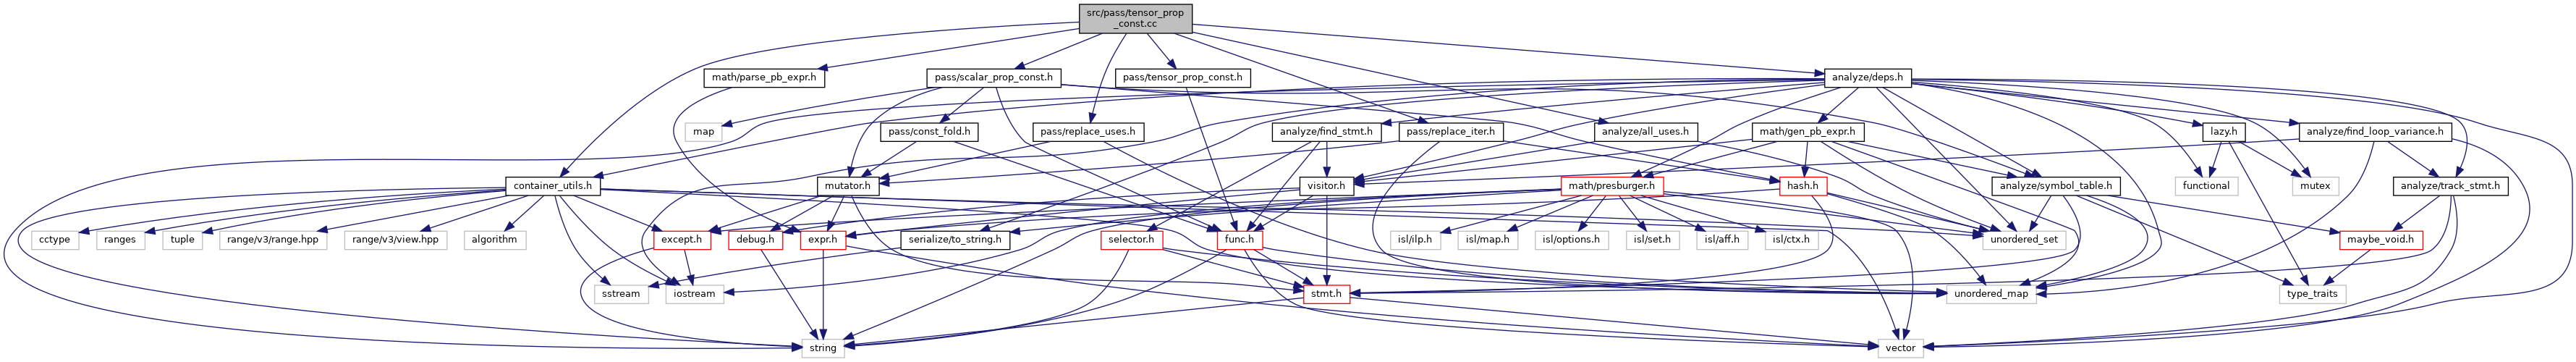 src/pass/tensor_prop
_const.cc
math/parse_pb_expr.h
pass/scalar_prop_const.h
pass/tensor_prop_const.h
analyze/deps.h
map
pass/const_fold.h
pass/replace_uses.h
analyze/find_stmt.h
pass/replace_iter.h
analyze/all_uses.h
math/gen_pb_expr.h
lazy.h
analyze/find_loop_variance.h
container_utils.h
mutator.h
visitor.h
math/presburger.h
hash.h
analyze/symbol_table.h
functional
mutex
analyze/track_stmt.h
cctype
ranges
tuple
range/v3/range.hpp
range/v3/view.hpp
algorithm
except.h
debug.h
expr.h
serialize/to_string.h
selector.h
func.h
isl/ilp.h
isl/map.h
isl/options.h
isl/set.h
isl/aff.h
isl/ctx.h
unordered_set
maybe_void.h
sstream
iostream
stmt.h
unordered_map
type_traits
string
vector